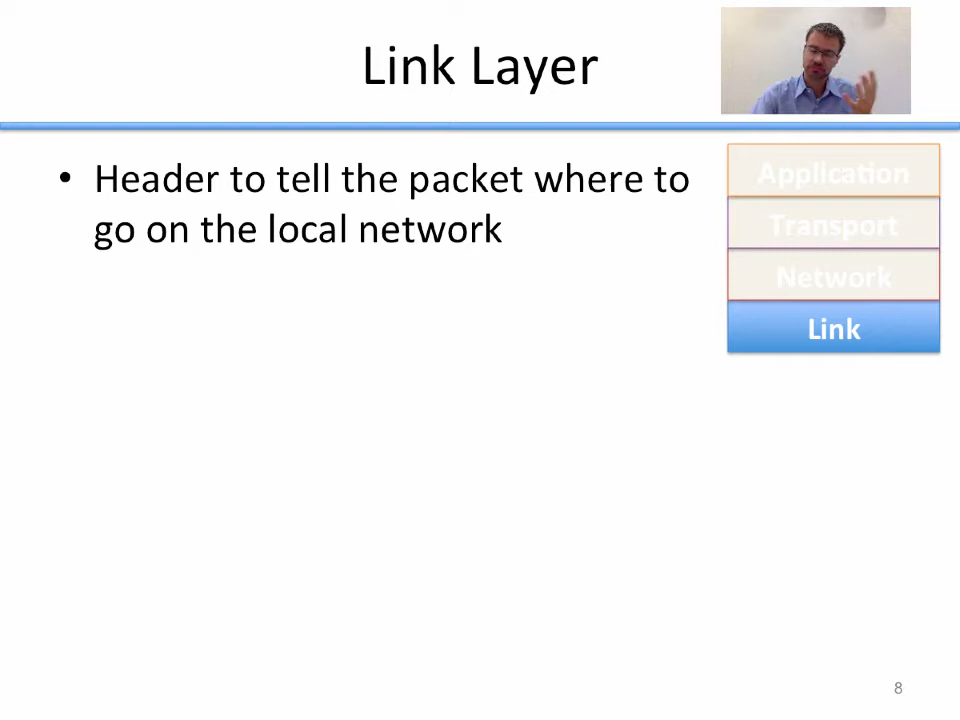 Link Layer
• Header to tell the packet where to
go on the local network
Application
Transport
Network
Link
8